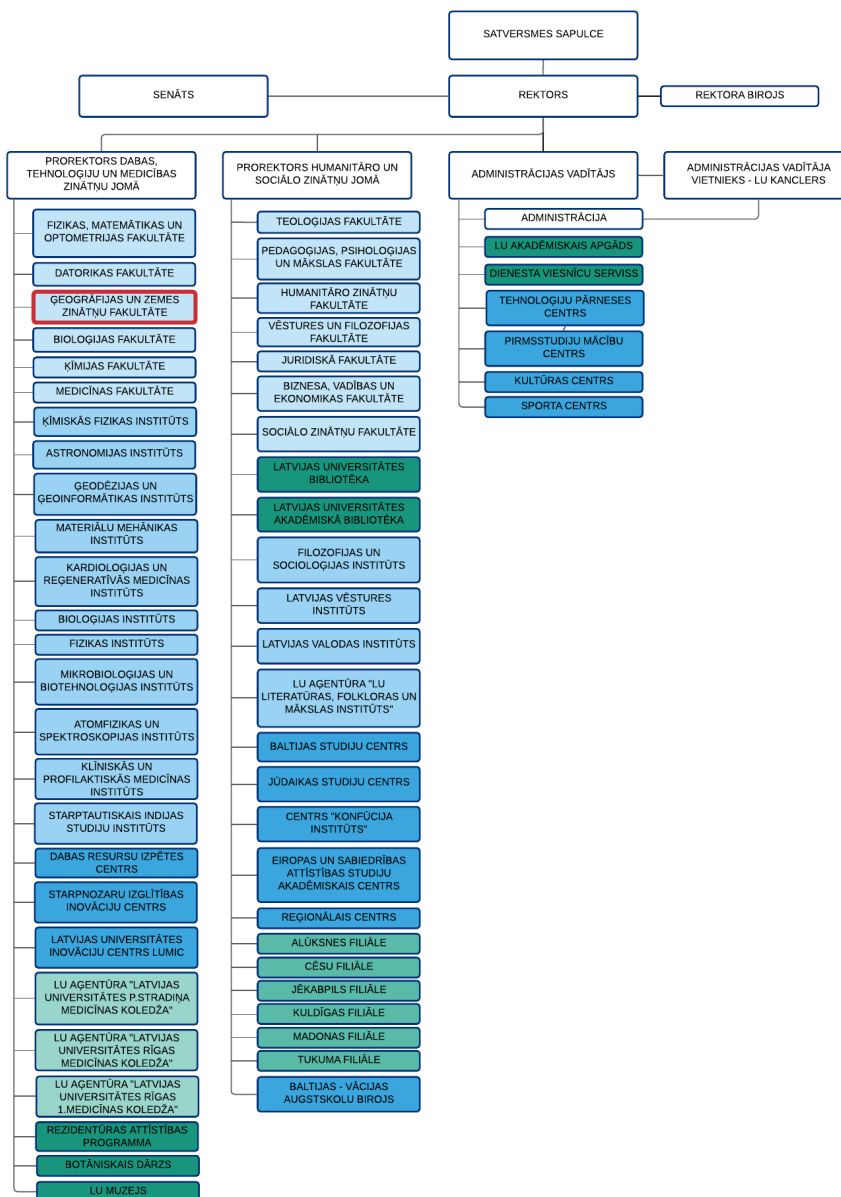 SATVERSMES SAPULCE
SENĀTS
REKTORS
REKTORA BIROJS
PROREKTORS DABAS,
TEHNOLOĢIJU UN MEDICĪBAS
ZINĀTŅU JOMĀ
PROREKTORS HUMANITĀRO UN
SOCIĀLO ZINĀTŅU JOMĀ
ADMINISTRĀCIJAS VADĪTĀJS
ADMINISTRĀCIJAS VADĪTĀJA
VIETNIEKS - LU KANCLERS
FIZIKAS, MATEMĀTIKAS UN
OPTOMETRIJAS FAKULTĀTE
DATORIKAS FAKULTĀTE
ĢEOGRĀFIJAS UN ZEMES
ZINĀTŅU FAKULTĀTE
BIOLOĢIJAS FAKULTĀTE
ĶĪMIJAS FAKULTĀTE
MEDICĪNAS FAKULTĀTE
ĶĪMISKĀS FIZIKAS INSTITŪTS
ASTRONOMIJAS INSTITŪTS
ĢEODĒZIJAS UN
ĢEOINFORMĀTIKAS INSTITŪTS
MATERIĀLU MEHĀNIKAS
INSTITŪTS
KARDIOLOĢIJAS UN
REĢENERATĪVĀS MEDICĪNAS
INSTITŪTS
BIOLOĢIJAS INSTITŪTS
FIZIKAS INSTITŪTS
MIKROBIOLOĢIJAS UN
BIOTEHNOLOĢIJAS INSTITŪTS
ATOMFIZIKAS UN
SPEKTROSKOPIJAS INSTITŪTS
KLĪNISKĀS UN
PROFILAKTISKĀS MEDICĪNAS
INSTITŪTS
STARPTAUTISKAIS INDIJAS
STUDIJU INSTITŪTS
DABAS RESURSU IZPĒTES
CENTRS
STARPNOZARU IZGLĪTĪBAS
INOVĀCIJU CENTRS
LATVIJAS UNIVERSITĀTES
INOVĀCIJU CENTRS LUMIC
LU AĢENTŪRA "LATVIJAS
UNIVERSITĀTES P.STRADIŅA
MEDICĪNAS KOLEDŽA"
LU AĢENTŪRA "LATVIJAS
UNIVERSITĀTES RĪGAS
MEDICĪNAS KOLEDŽA"
LU AĢENTŪRA "LATVIJAS
UNIVERSITĀTES RĪGAS
1.MEDICĪNAS KOLEDŽA"
REZIDENTŪRAS ATTĪSTĪBAS
PROGRAMMA
BOTĀNISKAIS DĀRZS
LU MUZEJS
TEOLOĢIJAS FAKULTĀTE
PEDAGOĢIJAS, PSIHOLOĢIJAS
UN MĀKSLAS FAKULTĀTE
HUMANITĀRO ZINĀTŅU
FAKULTĀTE
VĒSTURES UN FILOZOFIJAS
FAKULTĀTE
JURIDISKĀ FAKULTĀTE
BIZNESA, VADĪBAS UN
EKONOMIKAS FAKULTĀTE
SOCIĀLO ZINĀTŅU FAKULTĀTE
LATVIJAS UNIVERSITĀTES
BIBLIOTĒKA
LATVIJAS UNIVERSITĀTES
AKADĒMISKĀ BIBLIOTĒKA
FILOZOFIJAS UN
SOCIOLOĢIJAS INSTITŪTS
LATVIJAS VĒSTURES
INSTITŪTS
LATVIJAS VALODAS INSTITŪTS
LU AĢENTŪRA "LU
LITERATŪRAS, FOLKLORAS UN
MĀKSLAS INSTITŪTS"
BALTIJAS STUDIJU CENTRS
JŪDAIKAS STUDIJU CENTRS
CENTRS "KONFŪCIJA
INSTITŪTS"
EIROPAS UN SABIEDRĪBAS
ATTĪSTĪBAS STUDIJU
AKADĒMISKAIS CENTRS
REĢIONĀLAIS CENTRS
ALŪKSNES FILIĀLE
CĒSU FILIĀLE
JĒKABPILS FILIĀLE
KULDĪGAS FILIĀLE
MADONAS FILIĀLE
TUKUMA FILIĀLE
BALTIJAS - VĀCIJAS
AUGSTSKOLU BIROJS
ADMINISTRĀCIJA
LU AKADĒMISKAIS APGĀDS
DIENESTA VIESNĪCU SERVISS
TEHNOLOĢIJU PĀRNESES
CENTRS
PIRMSSTUDIJU MĀCĪBU
CENTRS
KULTŪRAS CENTRS
SPORTA CENTRS